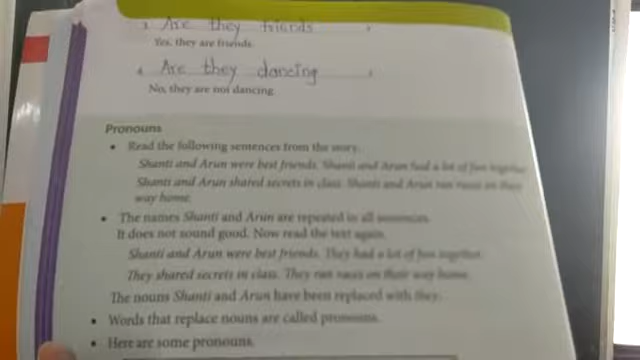 3 Are they friends ?
Yes, they are friends.
4 Are they dancing ?
No, they are not dancing.
Pronouns
• Read the following sentences from the story.
Shanti and Arun were best friends. Shanti and Arun had a lot of fun together.
Shanti and Arun shared secrets in class. Shanti and Arun ran races on their
way home.
• The names Shanti and Arun are repeated in all sentences.
It does not sound good. Now read the text again.
Shanti and Arun were best friends. They had a lot of fun together.
They shared secrets in class. They ran races on their way home.
The nouns Shanti and Arun have been replaced with they.
• Words that replace nouns are called pronouns.
• Here are some pronouns.